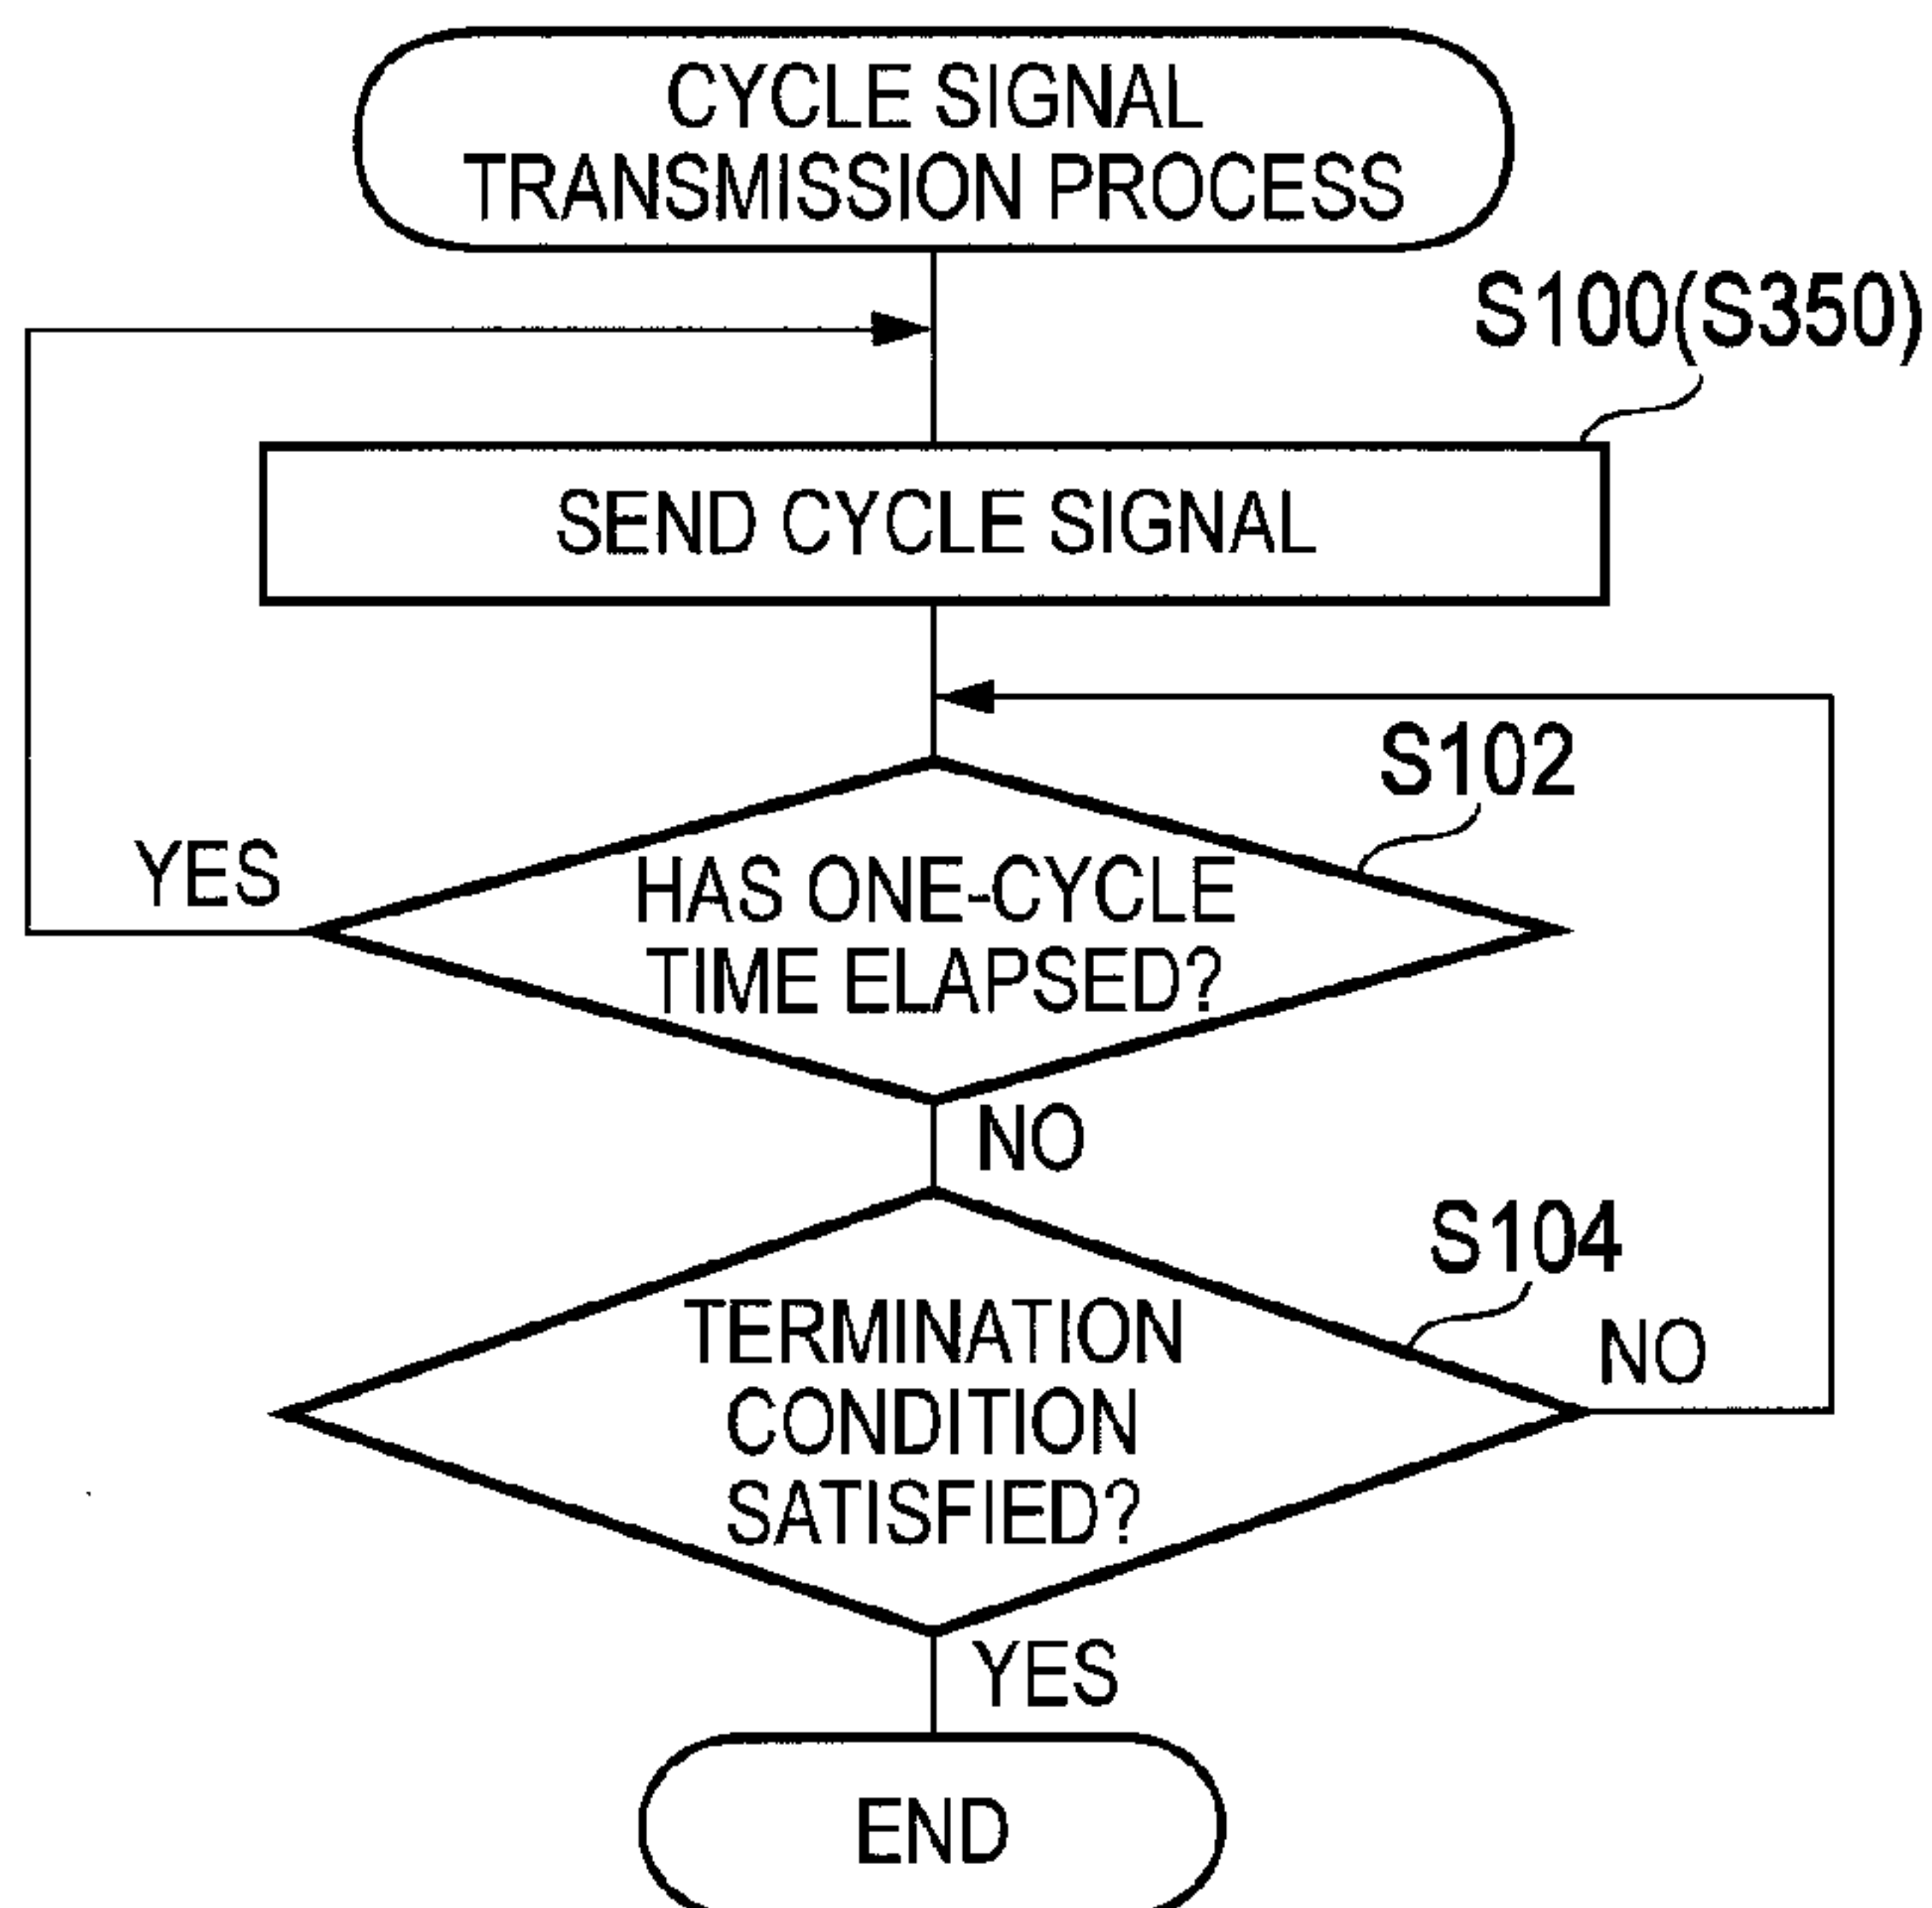 CYCLE SIGNAL
TRANSMISSION PROCESS
S100(S350)
SEND CYCLE SIGNAL
S102
YES
HAS ONE-CYCLE
TIME ELAPSED?
NO
S104
TERMINATION
NO
CONDITION
SATISFIED?
YES
END